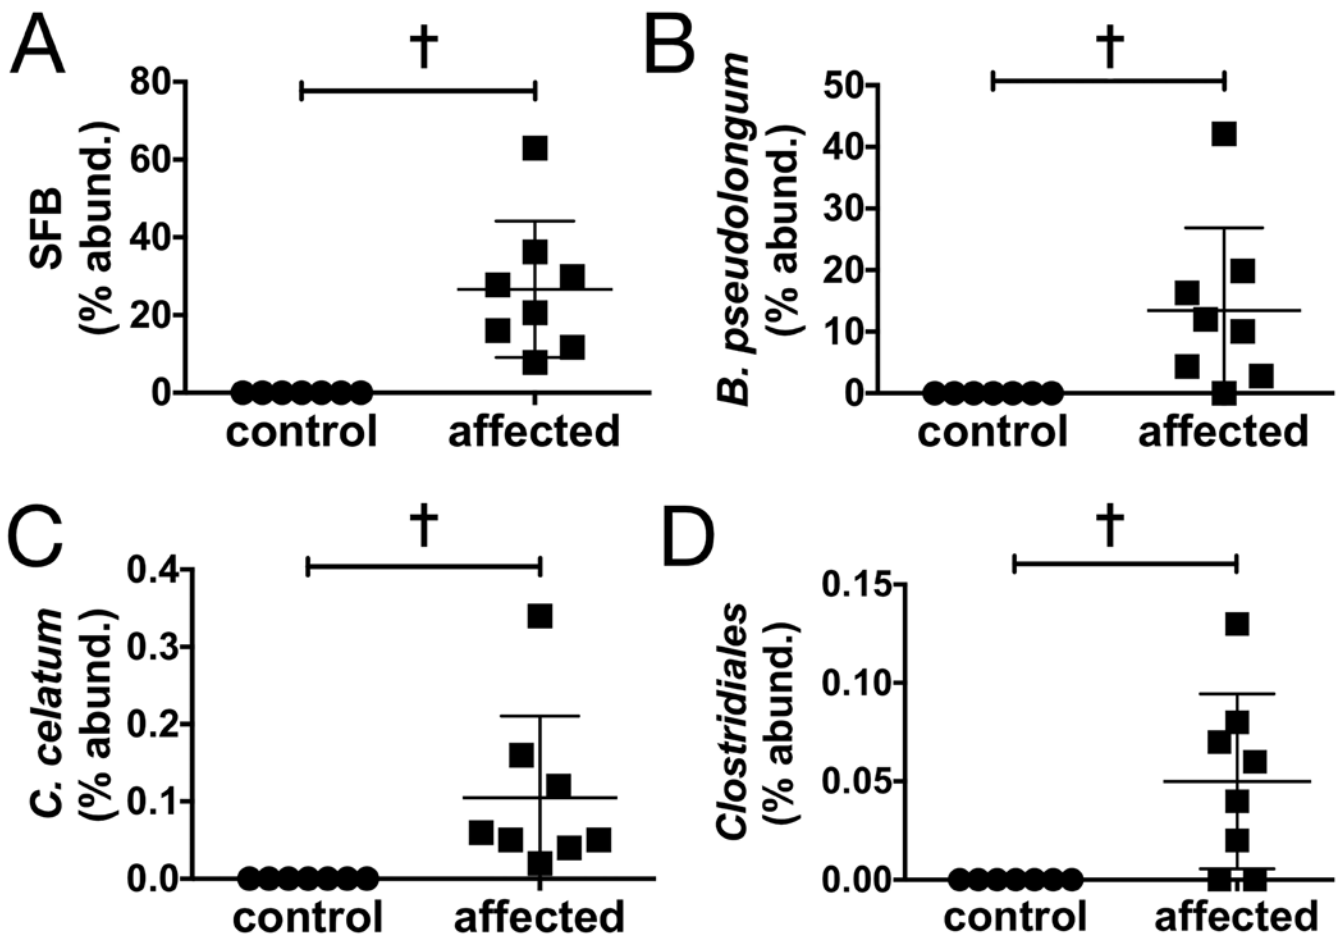 A
†
SFB
(% abund.)
80
60
40
20
0
control affected
B
†
B. pseudolongum
(% abund.)
50
40
30
20
10
0
control affected
C
†
C. celatum
(% abund.)
0.4
0.3
0.2
0.1
0.0
control affected
D
†
Clostridiales
(% abund.)
0.15
0.10
0.05
0.00
control affected